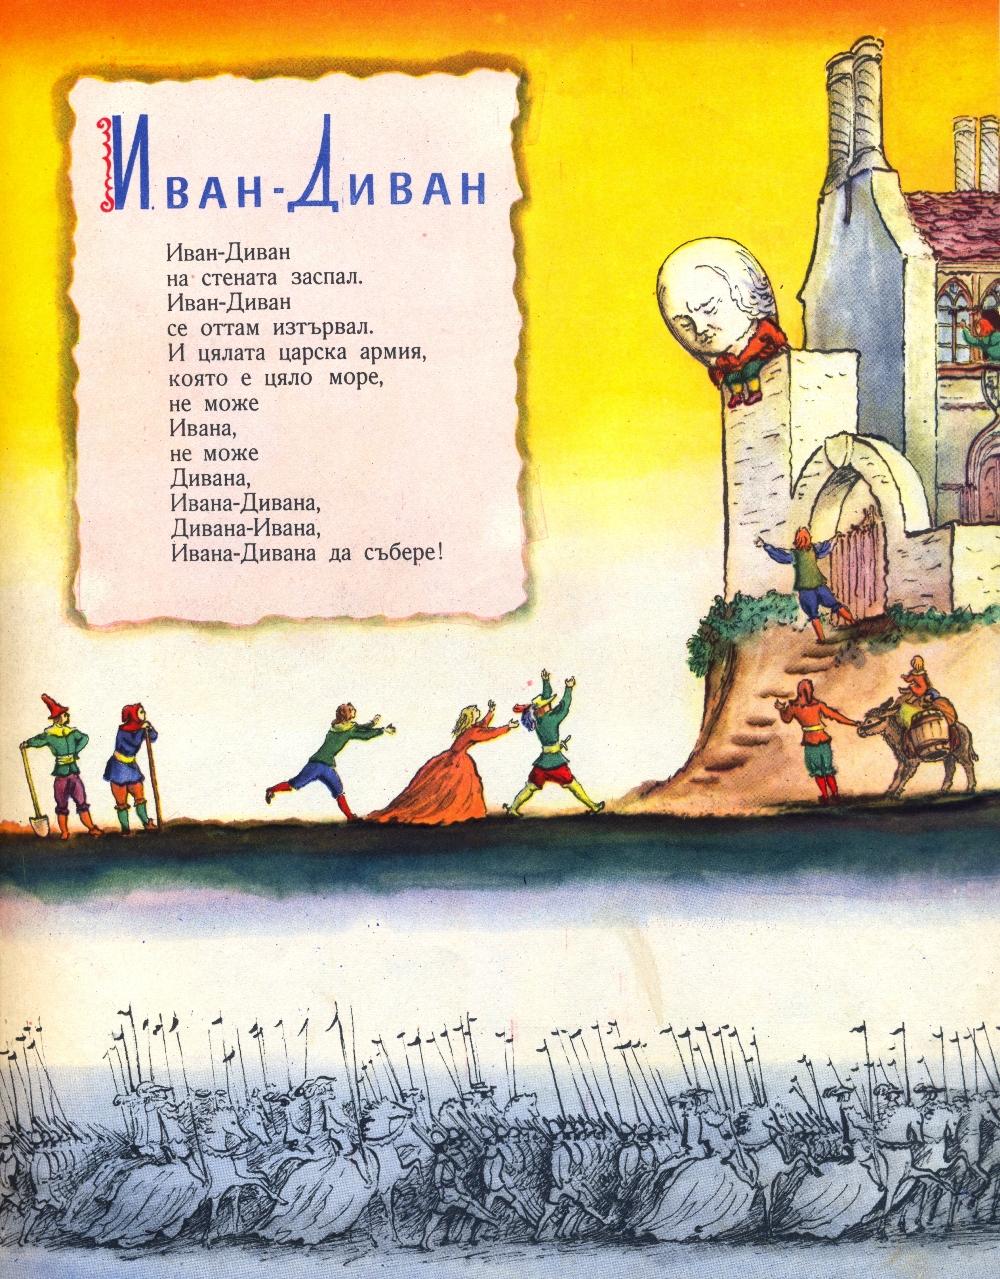 Иван-Диван
Иван-Диван
на стената заспал.
Иван-Диван
се оттам изтървал.
И цялата царска армия,
която е цяло море,
не може
Ивана,
не може
Дивана,
Ивана-Дивана,
Дивана-Ивана,
Ивана-Дивана да събере!